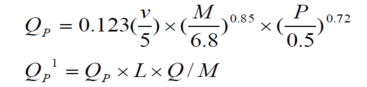 Q_P = 0.123(v/5) × (M/6.8)^0.85 × (P/0.5)^0.72
Q_P^1 = Q_P × L × Q / M